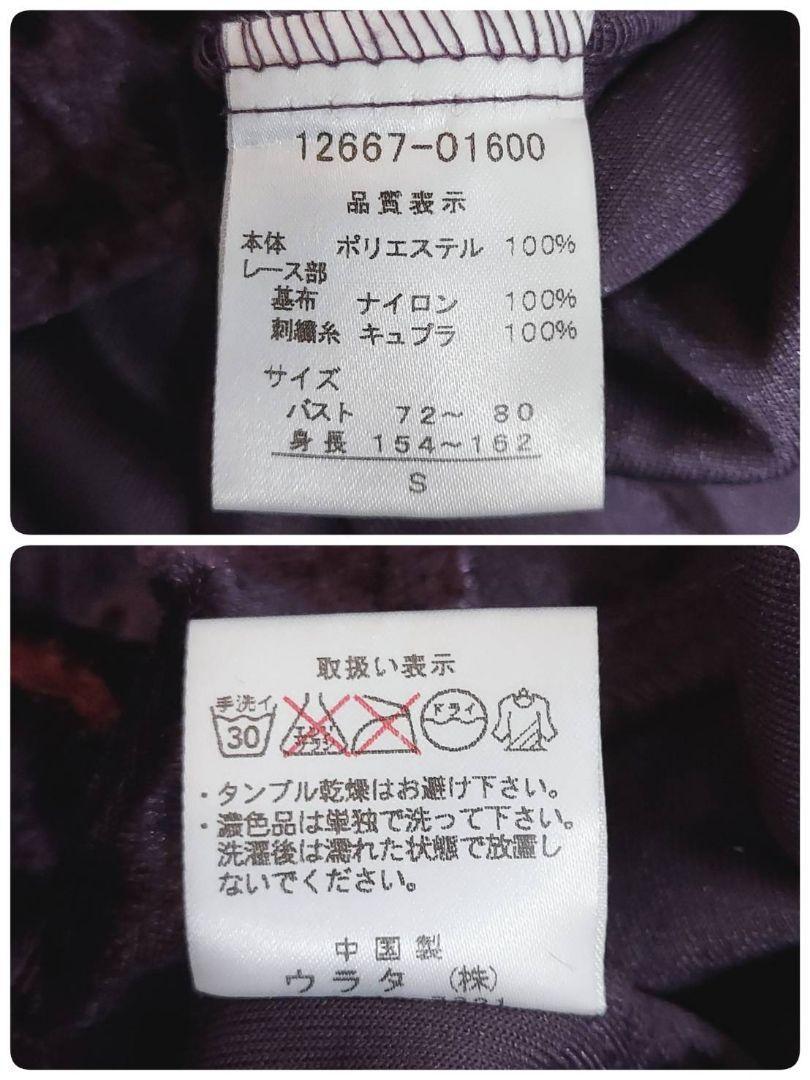 12667-01600
品質表示
本体 ポリエステル 100%
レース部
基布 ナイロン 100%
刺繍糸 キュプラ 100%
サイズ
バスト 72～ 80
身長 154～162
S
取扱い表示
手洗イ
30
ドライ
・タンブル乾燥はお避け下さい。
・濃色品は単独で洗って下さい。
洗濯後は濡れた状態で放置し
ないでください。
中国製
ウラタ (株)